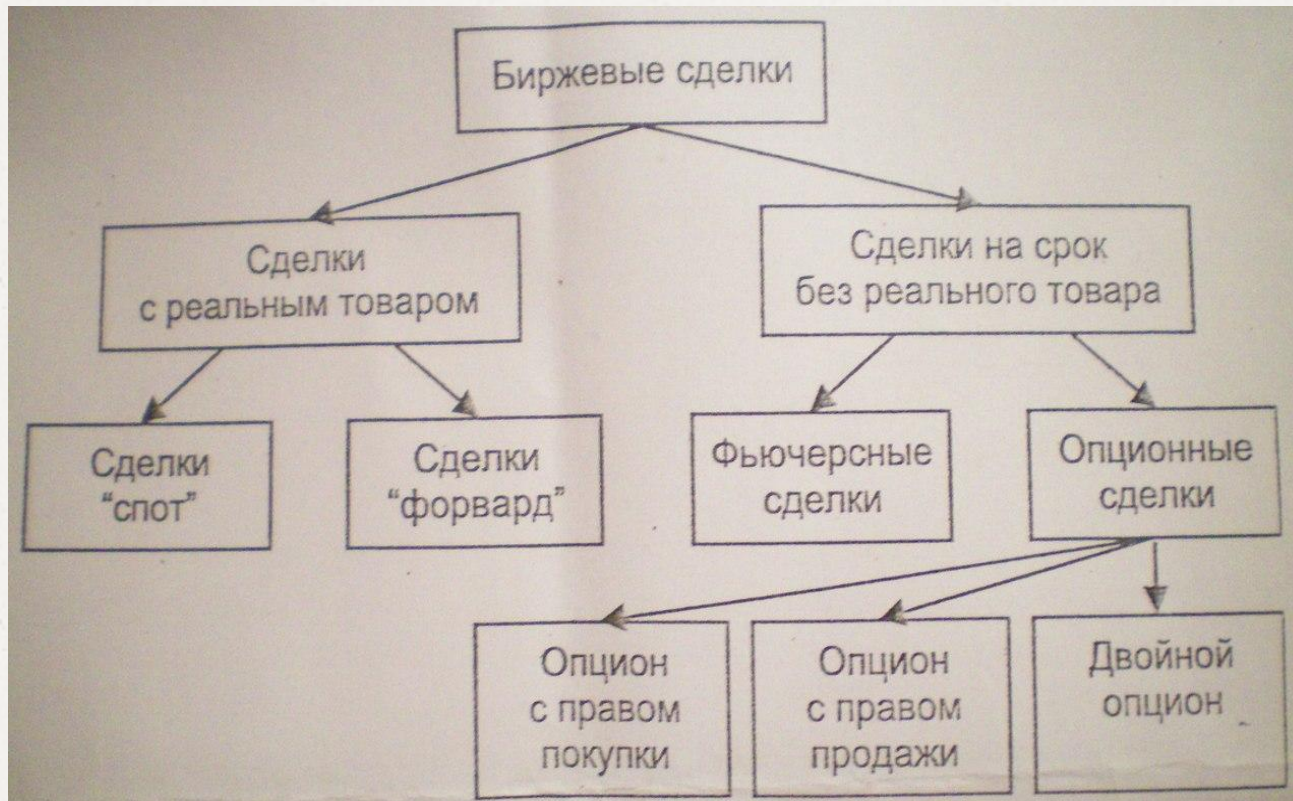 Биржевые сделки
Сделки
с реальным товаром
Сделки на срок
без реального товара
Сделки
"спот"
Сделки
"форвард"
Фьючерсные
сделки
Опционные
сделки
Опцион
с правом
покупки
Опцион
с правом
продажи
Двойной
опцион